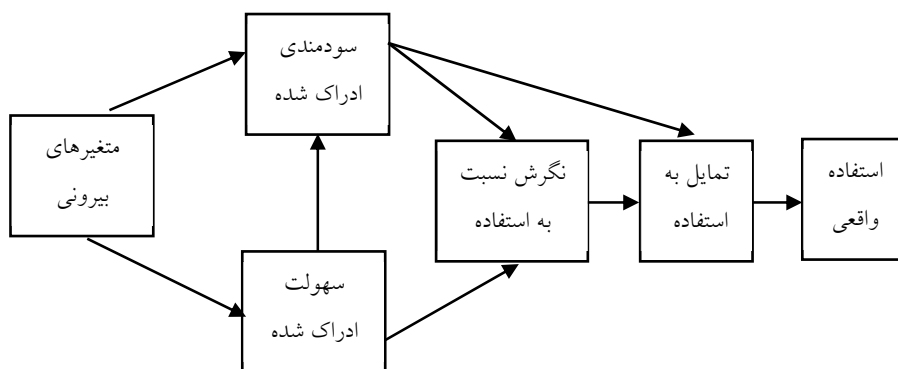 سودمندی
ادراک شده
متغیرهای
بیرونی
نگرش نسبت
به استفاده
تمایل به
استفاده
استفاده
واقعی
سهولت
ادراک شده